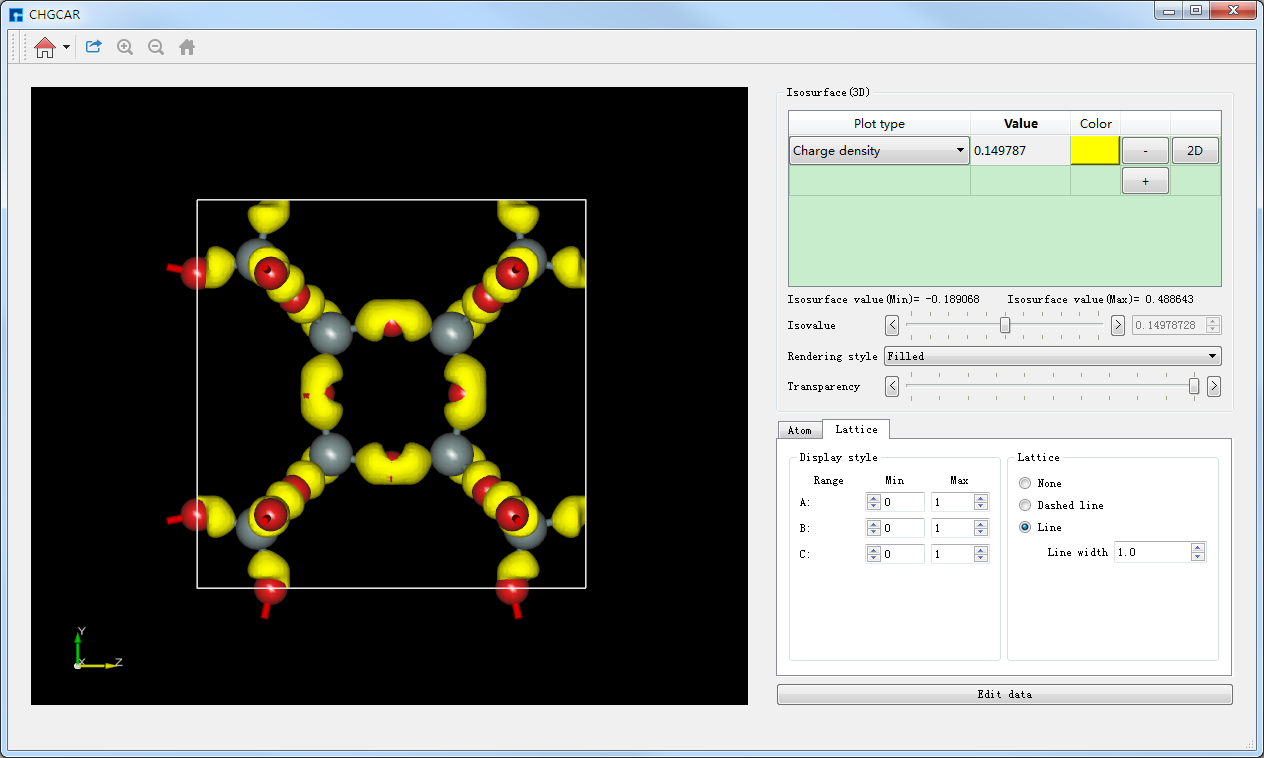 CHGCAR
Isosurface(3D)
Plot type Value Color
Charge density 0.149787 - 2D
+
Isosurface value(Min)= -0.189068 Isosurface value(Max)= 0.488643
Isovalue < > 0.14978728
Rendering style Filled
Transparency < >
Atom Lattice
Display style
Range Min Max
A: 0 1
B: 0 1
C: 0 1
Lattice
None
Dashed line
Line
Line width 1.0
Y
X Z
Edit data